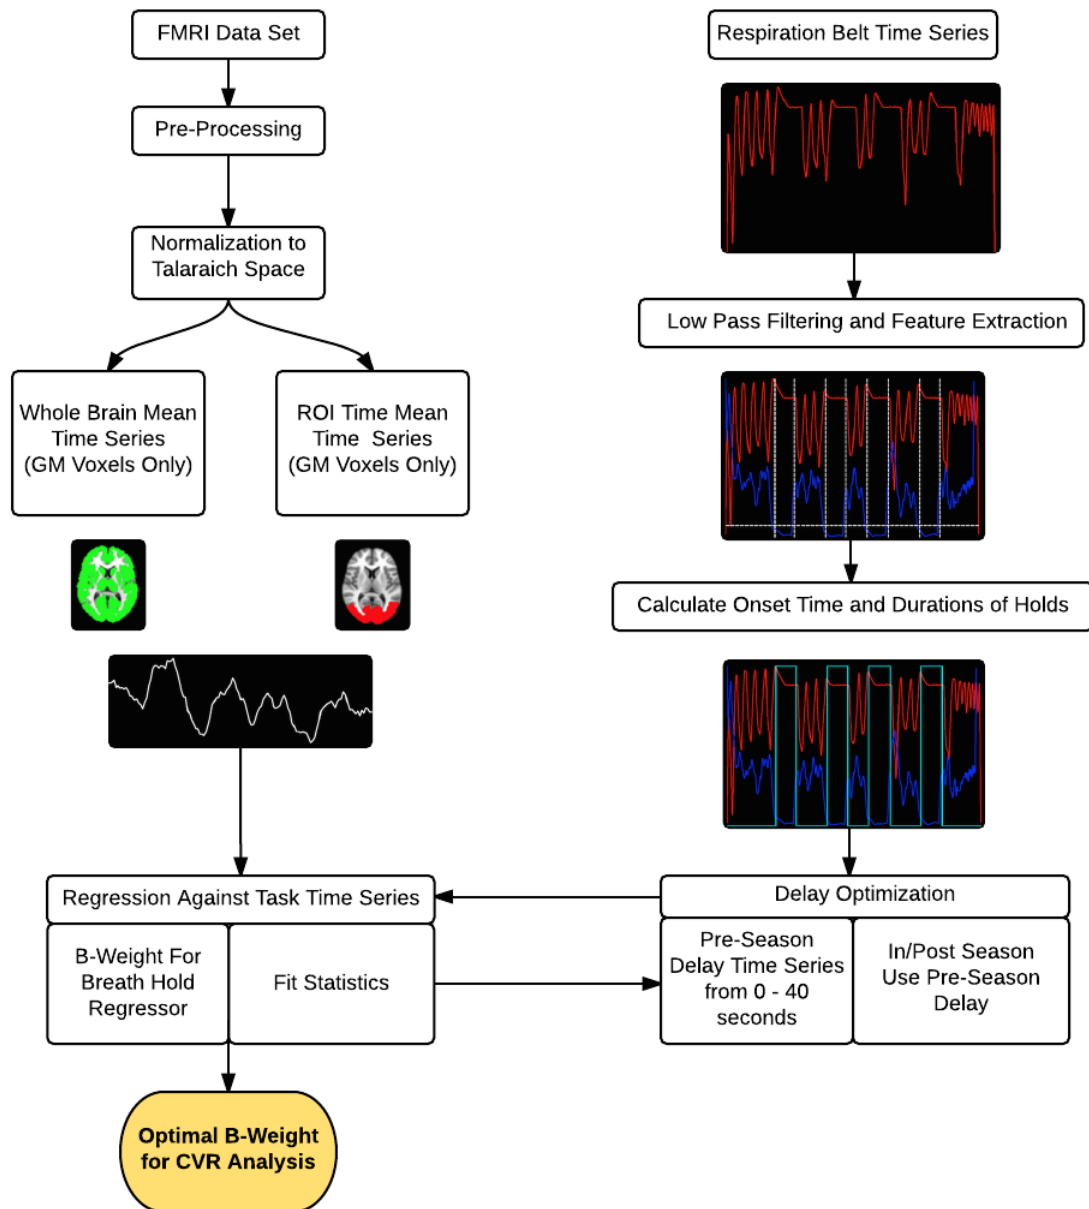 FMRI Data Set
Pre-Processing
Normalization to
Talaraich Space
Whole Brain Mean
Time Series
(GM Voxels Only)
ROI Time Mean
Time Series
(GM Voxels Only)
Respiration Belt Time Series
Low Pass Filtering and Feature Extraction
Calculate Onset Time and Durations of Holds
Regression Against Task Time Series
B-Weight For
Breath Hold
Regressor
Fit Statistics
Delay Optimization
Pre-Season
Delay Time Series
from 0 - 40
seconds
In/Post Season
Use Pre-Season
Delay
Optimal B-Weight
for CVR Analysis